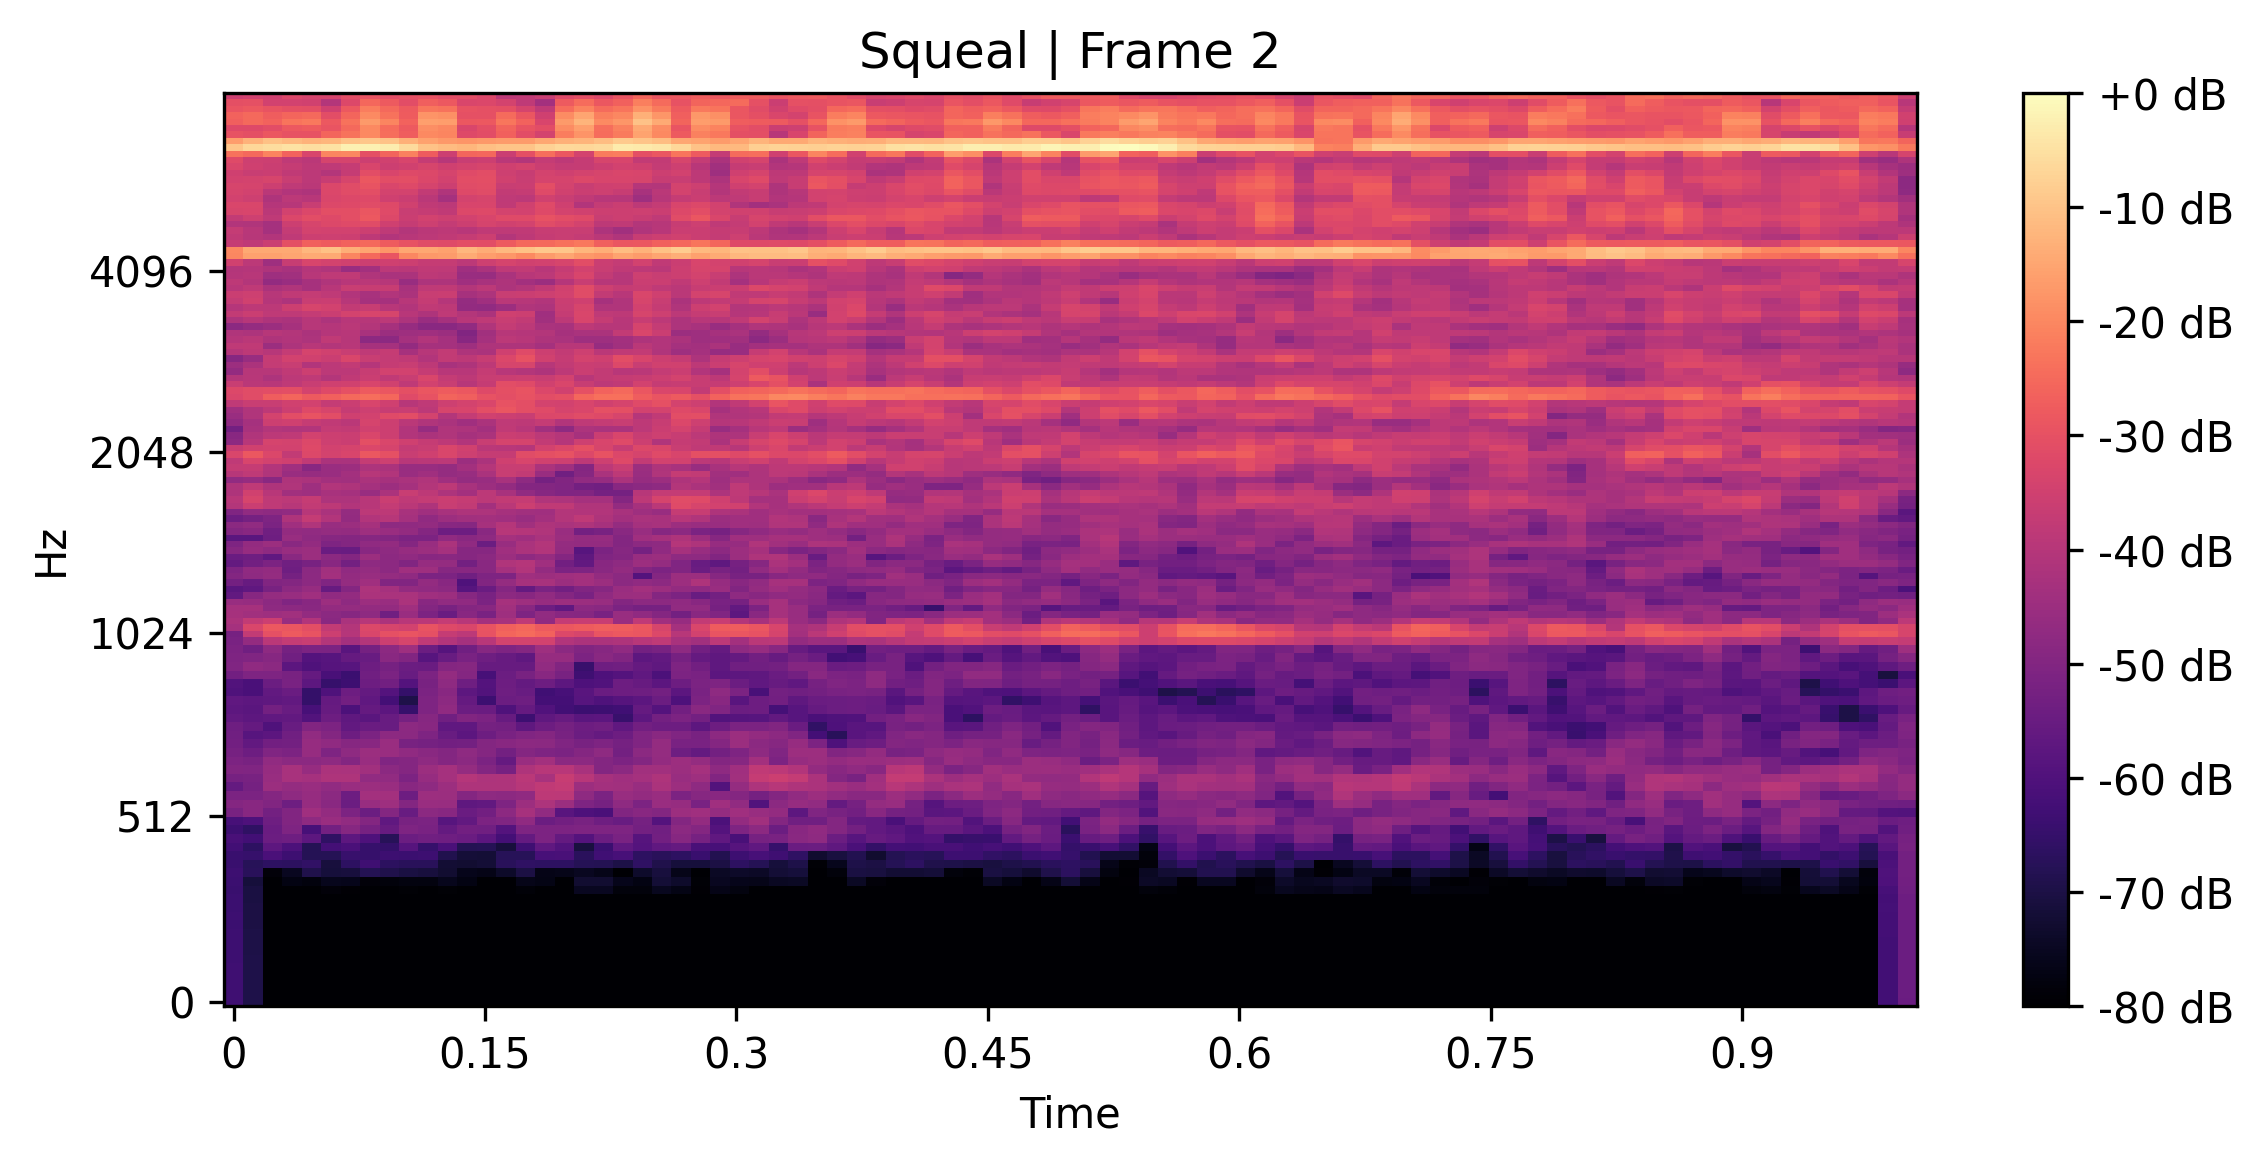 Squeal | Frame 2
Hz
4096
2048
1024
512
0
0 0.15 0.3 0.45 0.6 0.75 0.9
Time
+0 dB
-10 dB
-20 dB
-30 dB
-40 dB
-50 dB
-60 dB
-70 dB
-80 dB